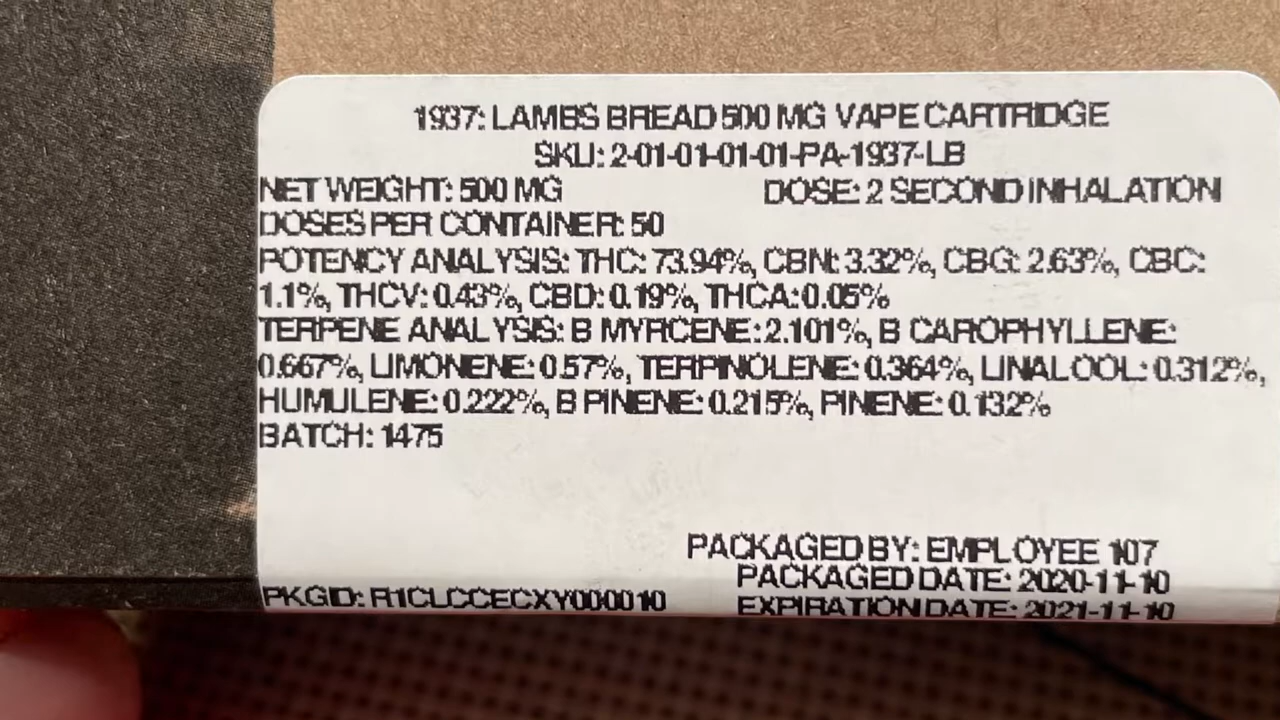 1937: LAMBS BREAD 500 MG VAPE CARTRIDGE
SKU: 2-01-01-01-01-PA-1937-LB
NET WEIGHT: 500 MG DOSE: 2 SECOND INHALATION
DOSES PER CONTAINER: 50
POTENCY ANALYSIS: THC: 73.94%, CBN: 3.32%, CBG: 2.63%, CBC:
1.1%, THCV: 0.43%, CBD: 0.19%, THCA:0.05%
TERPENE ANALYSIS: B MYRCENE:2.101%, B CAROPHYLLENE:
0.667%, LIMONENE: 0.57%, TERPINOLENE: 0.364%, LINALOOL: 0.312%,
HUMULENE: 0.222%, B PINENE: 0.215%, PINENE: 0.132%
BATCH: 1475
PACKAGED BY: EMPLOYEE 107
PACKAGED DATE: 2020-11-10
PKGID: R1CLCCECXY000010 EXPIRATION DATE: 2021-11-10